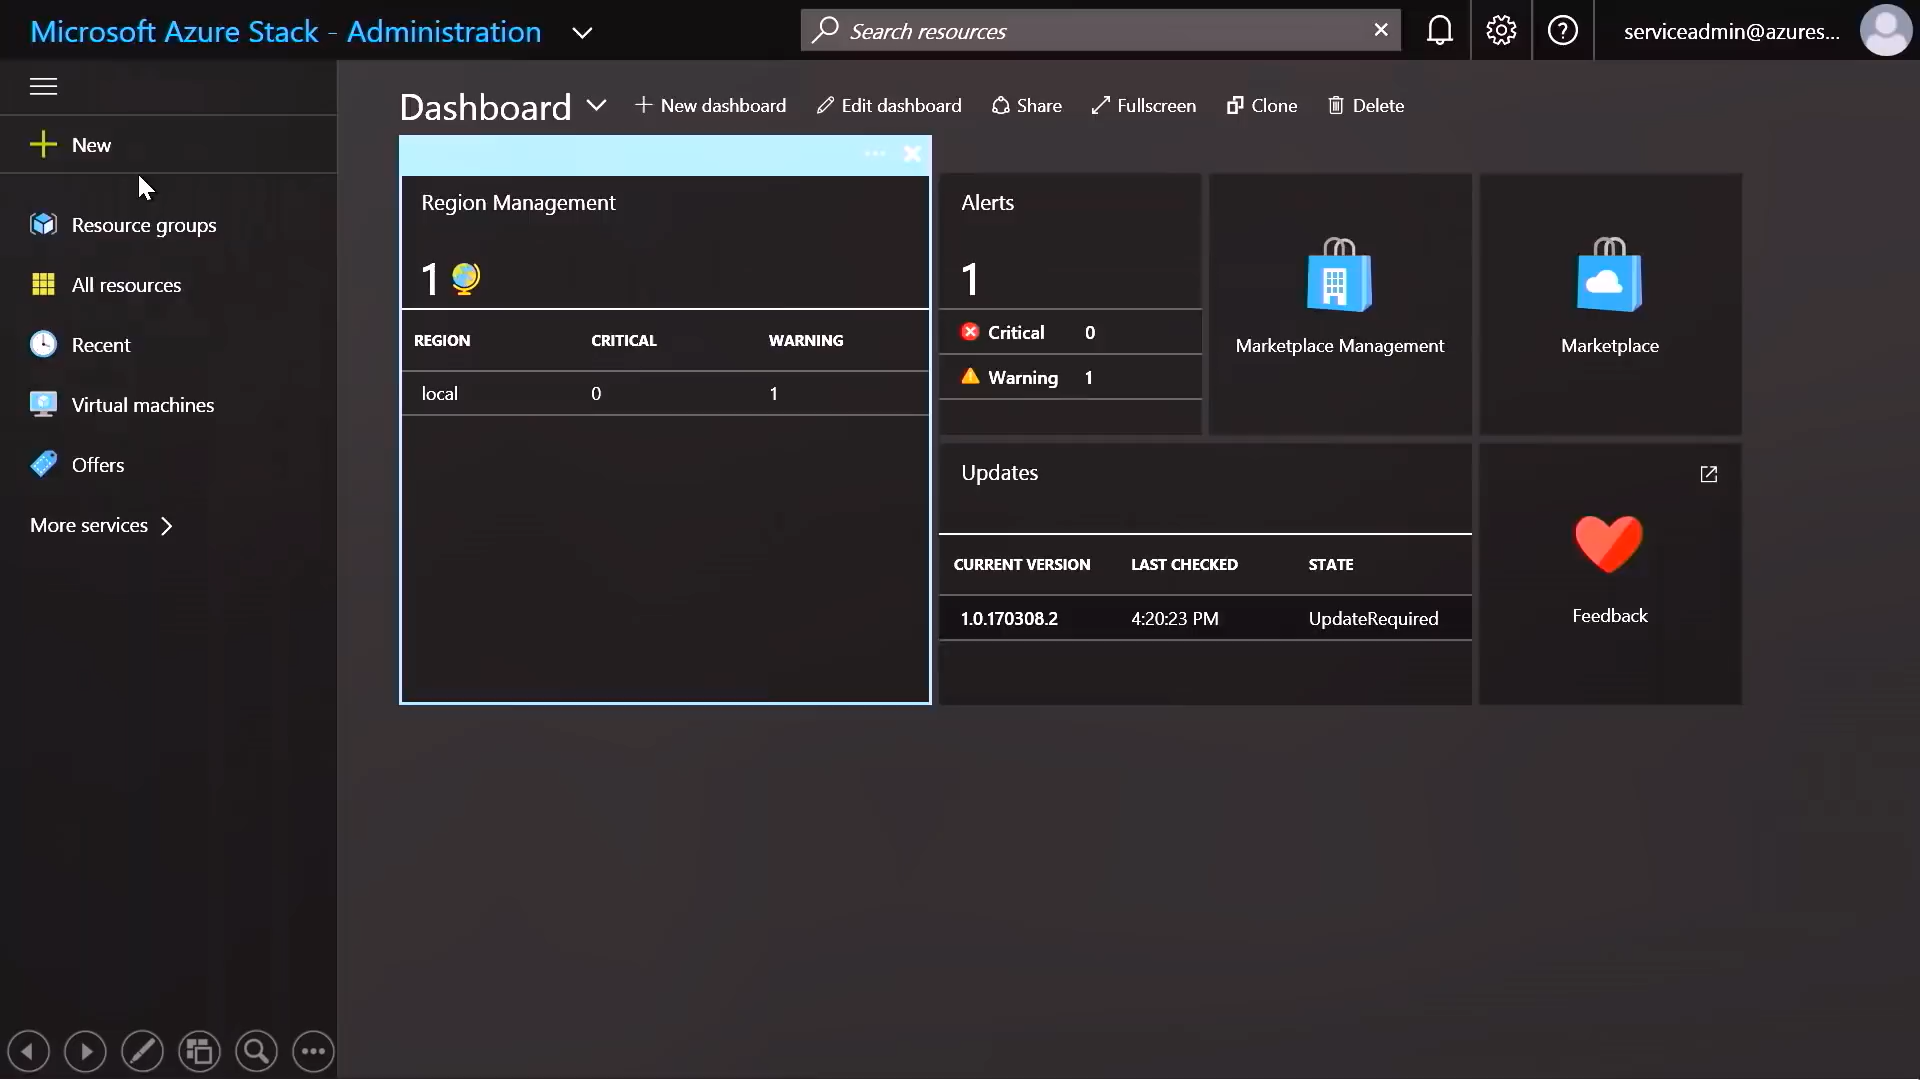 Microsoft Azure Stack - Administration
Search resources
serviceadmin@azures...
New
Resource groups
All resources
Recent
Virtual machines
Offers
More services
Dashboard
New dashboard
Edit dashboard
Share
Fullscreen
Clone
Delete
Region Management
1
REGION CRITICAL WARNING
local 0 1
Alerts
1
Critical 0
Warning 1
Marketplace Management
Marketplace
Updates
CURRENT VERSION LAST CHECKED STATE
1.0.170308.2 4:20:23 PM UpdateRequired
Feedback